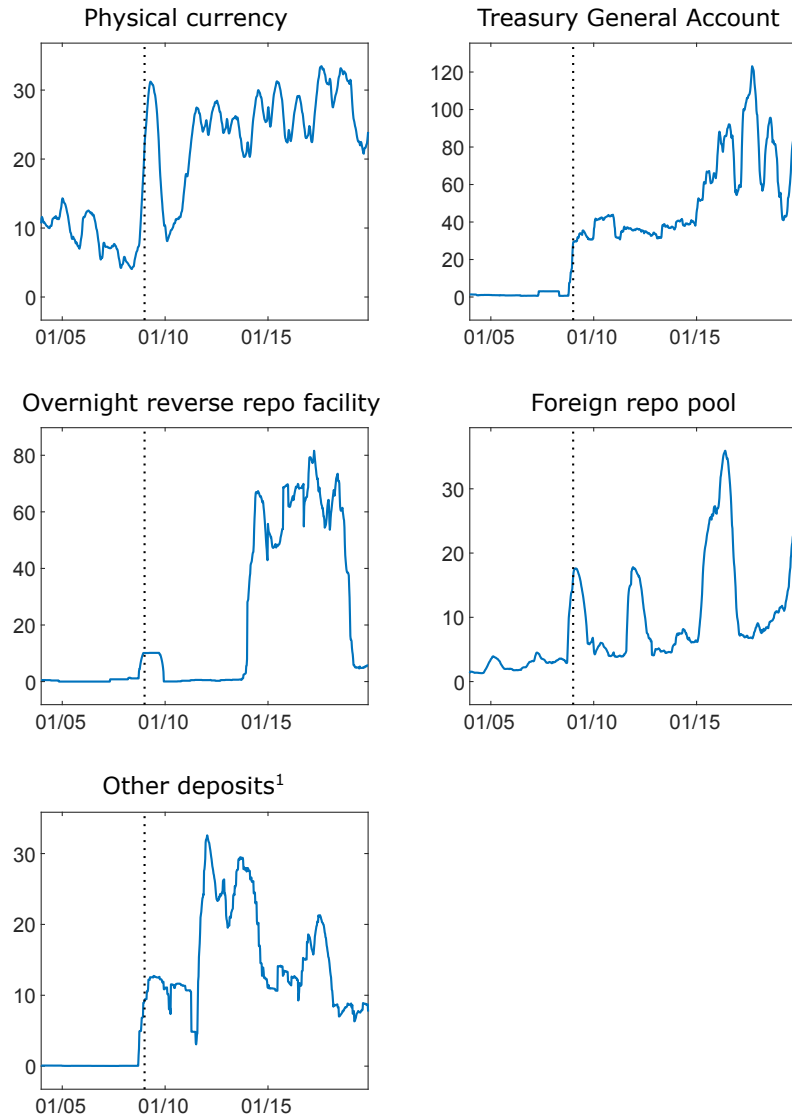 Physical currency
30
20
10
0
01/05 01/10 01/15
Treasury General Account
120
100
80
60
40
20
0
01/05 01/10 01/15
Overnight reverse repo facility
80
60
40
20
0
01/05 01/10 01/15
Foreign repo pool
30
20
10
0
01/05 01/10 01/15
Other deposits¹
30
20
10
0
01/05 01/10 01/15